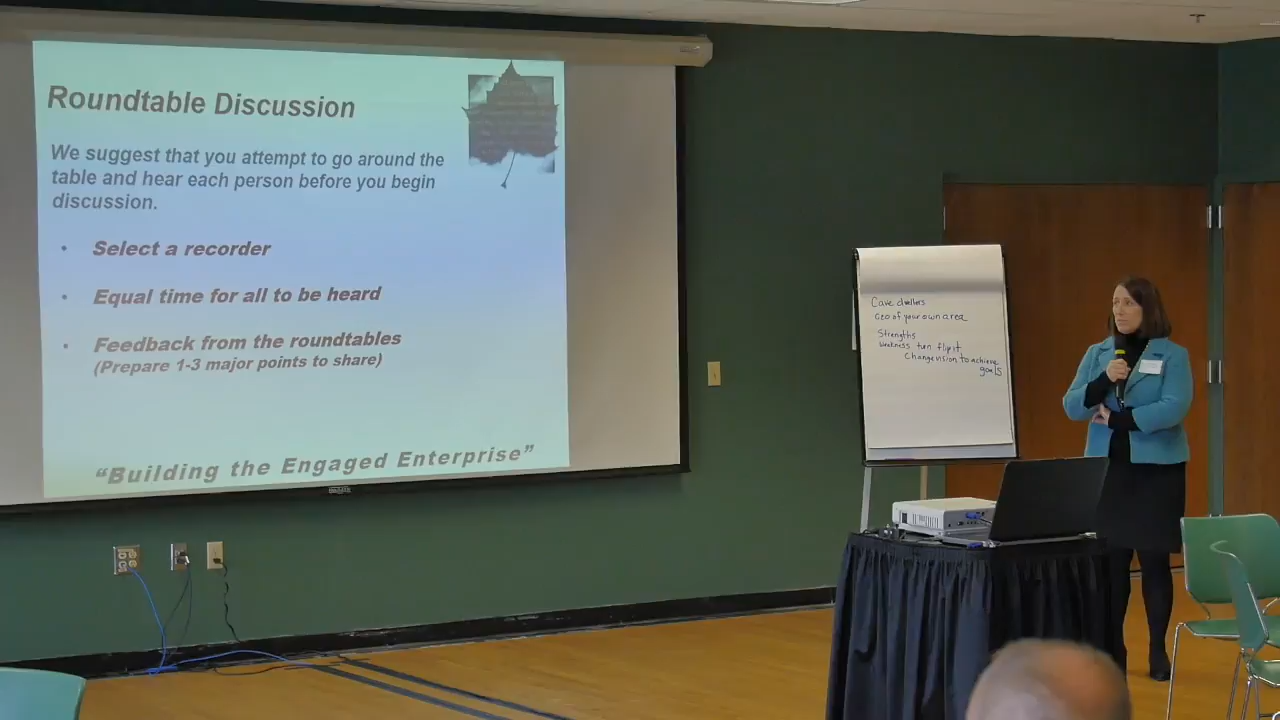 Roundtable Discussion
We suggest that you attempt to go around the
table and hear each person before you begin
discussion.
• Select a recorder
• Equal time for all to be heard
• Feedback from the roundtables
(Prepare 1-3 major points to share)
“Building the Engaged Enterprise”
Cave dwellers
CEO of your own area
Strengths
Weakness turn flip it
Change vision to achieve
goals